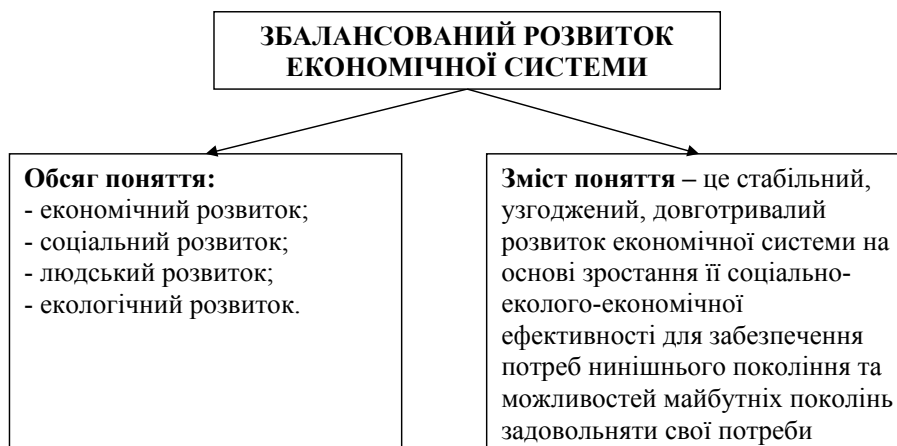 ЗБАЛАНСОВАНИЙ РОЗВИТОК
ЕКОНОМІЧНОЇ СИСТЕМИ
Обсяг поняття:
- економічний розвиток;
- соціальний розвиток;
- людський розвиток;
- екологічний розвиток.
Зміст поняття – це стабільний,
узгоджений, довготривалий
розвиток економічної системи на
основі зростання її соціально-
еколого-економічної
ефективності для забезпечення
потреб нинішнього покоління та
можливостей майбутніх поколінь
задовольняти свої потреби